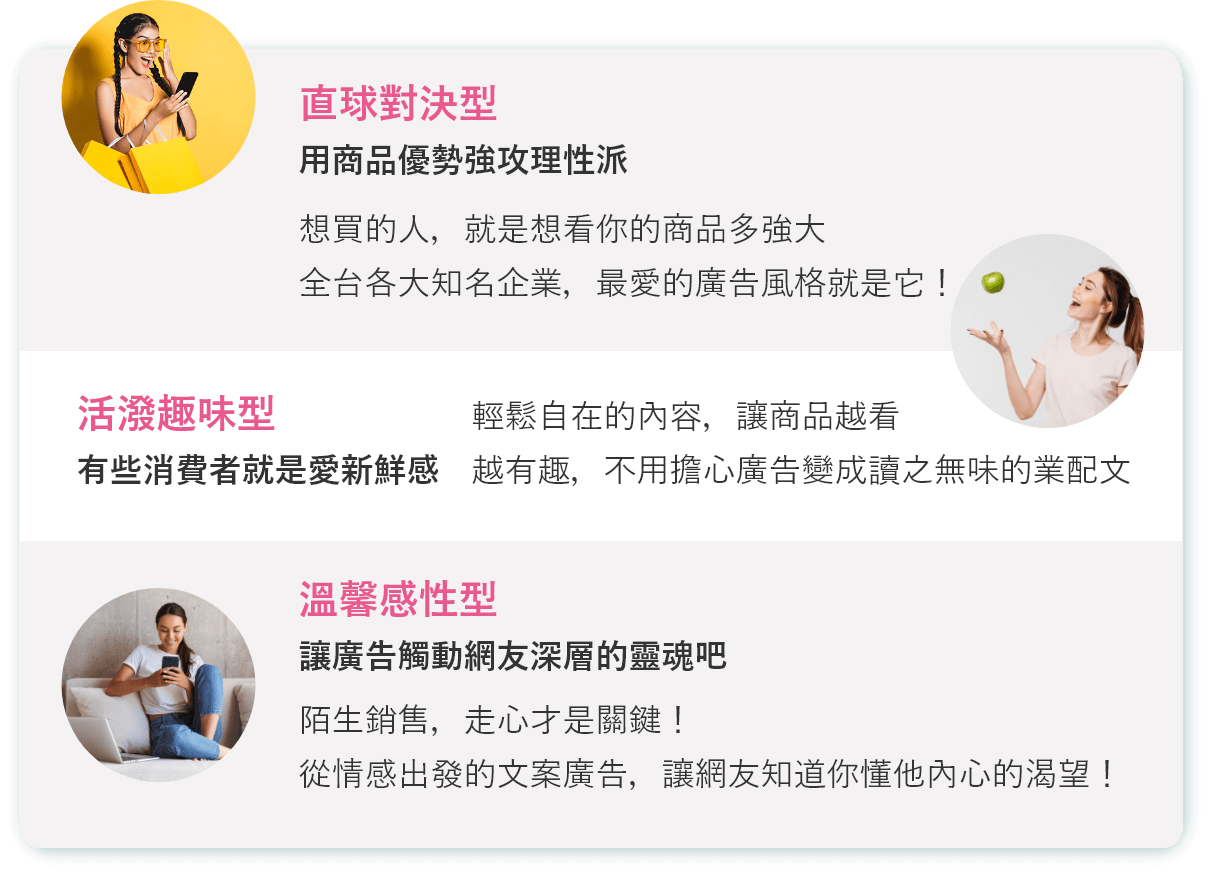 直球對決型
用商品優勢強攻理性派
想買的人，就是想看你的商品多強大
全台各大知名企業，最愛的廣告風格就是它！
活潑趣味型
有些消費者就是愛新鮮感
輕鬆自在的內容，讓商品越看
越有趣，不用擔心廣告變成讀之無味的業配文
溫馨感性型
讓廣告觸動網友深層的靈魂吧
陌生銷售，走心才是關鍵！
從情感出發的文案廣告，讓網友知道你懂他內心的渴望！